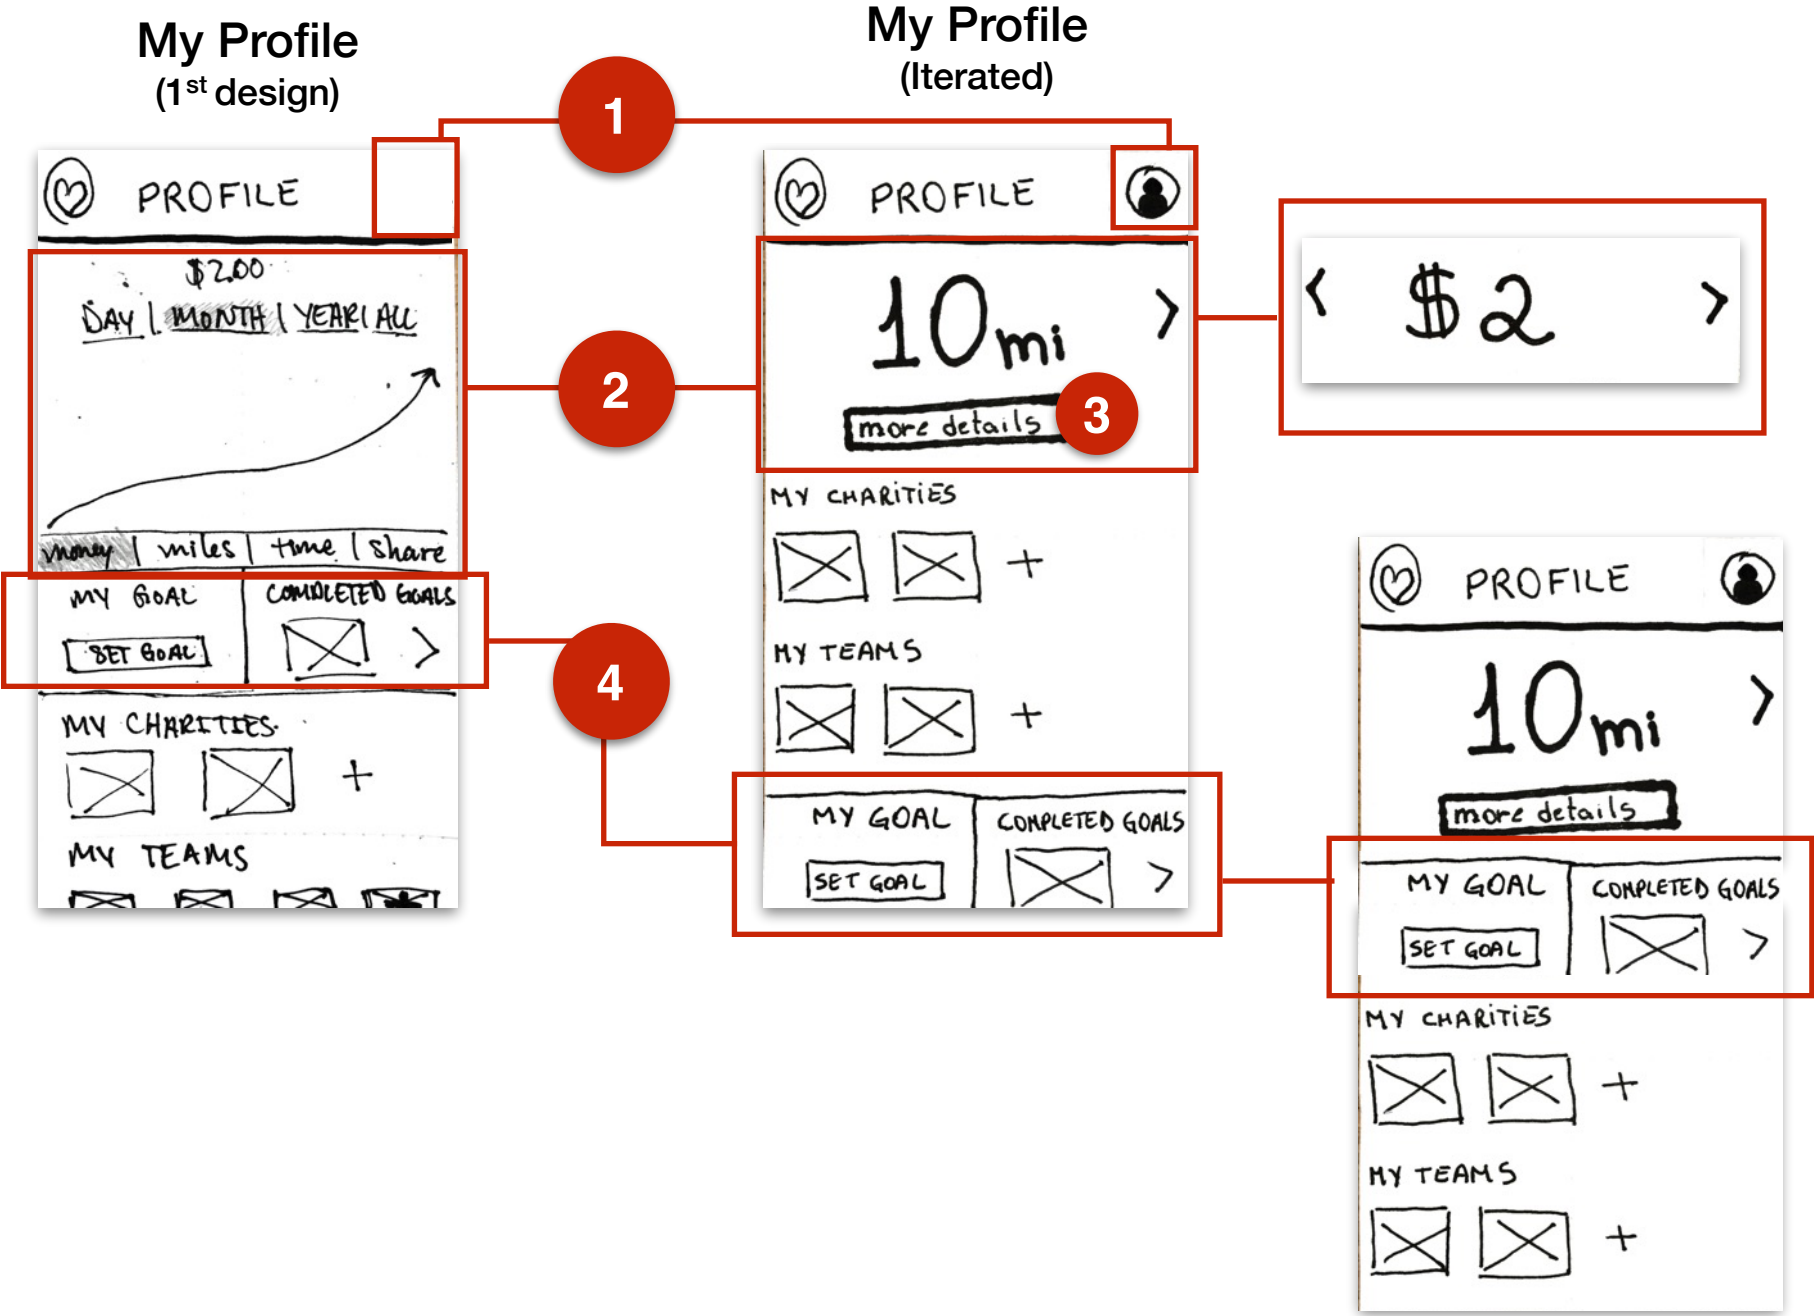 My Profile
(1st design)
My Profile
(Iterated)
1
PROFILE
$2.00
DAY | MONTH | YEAR | ALL
money | miles | time | share
MY GOAL
SET GOAL
COMPLETED GOALS
>
MY CHARITIES
+
MY TEAMS
2
PROFILE
10mi >
more details
3
MY CHARITIES
+
MY TEAMS
+
4
MY GOAL
SET GOAL
COMPLETED GOALS
>
< $2 >
PROFILE
10mi >
more details
MY GOAL
SET GOAL
COMPLETED GOALS
>
MY CHARITIES
+
MY TEAMS
+